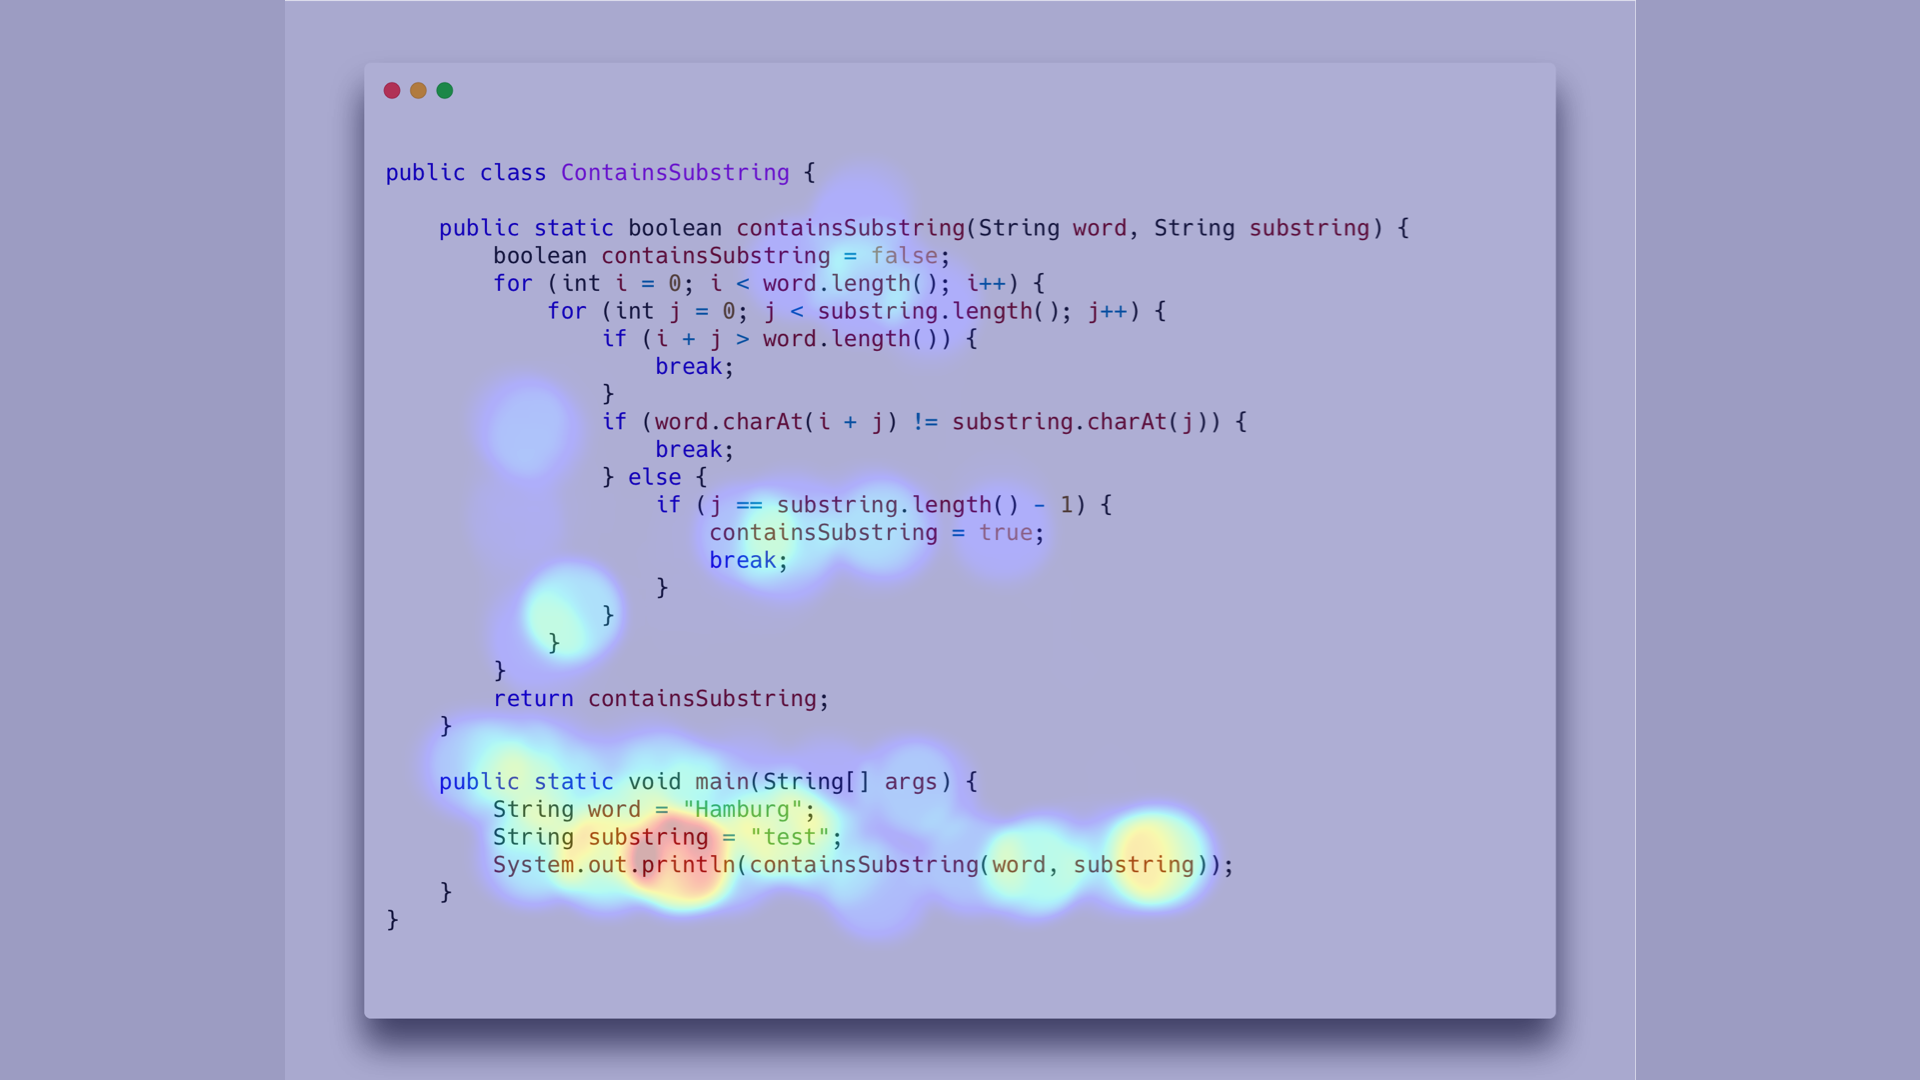 public class ContainsSubstring {
public static boolean containsSubstring(String word, String substring) {
boolean containsSubstring = false;
for (int i = 0; i < word.length(); i++) {
for (int j = 0; j < substring.length(); j++) {
if (i + j > word.length()) {
break;
}
if (word.charAt(i + j) != substring.charAt(j)) {
break;
} else {
if (j == substring.length() - 1) {
containsSubstring = true;
break;
}
}
}
}
return containsSubstring;
}
public static void main(String[] args) {
String word = "Hamburg";
String substring = "test";
System.out.println(containsSubstring(word, substring));
}
}